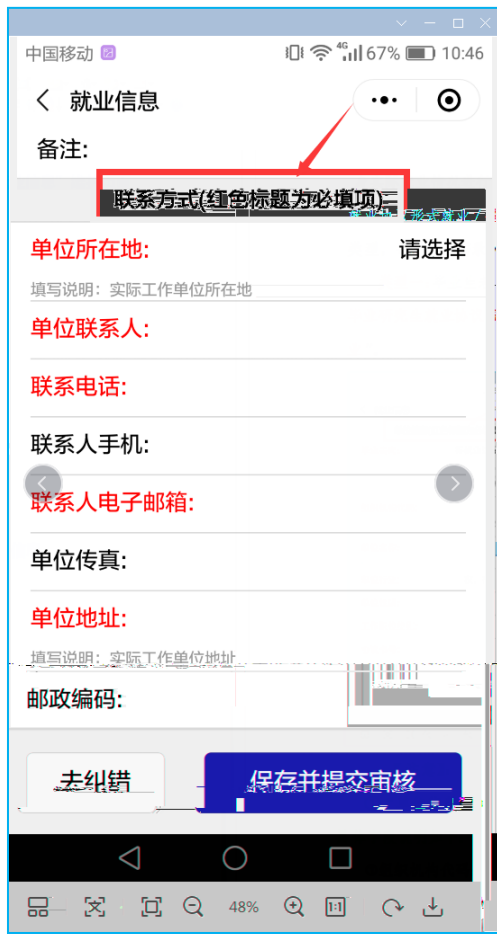 中国移动 4G 67% 10:46
就业信息
备注:
联系方式(红色标题为必填项)
单位所在地: 请选择
填写说明：实际工作单位所在地
单位联系人:
联系电话:
联系人手机:
联系人电子邮箱:
单位传真:
单位地址:
填写说明：实际工作单位地址
邮政编码:
去纠错 保存并提交审核
48% 1:1